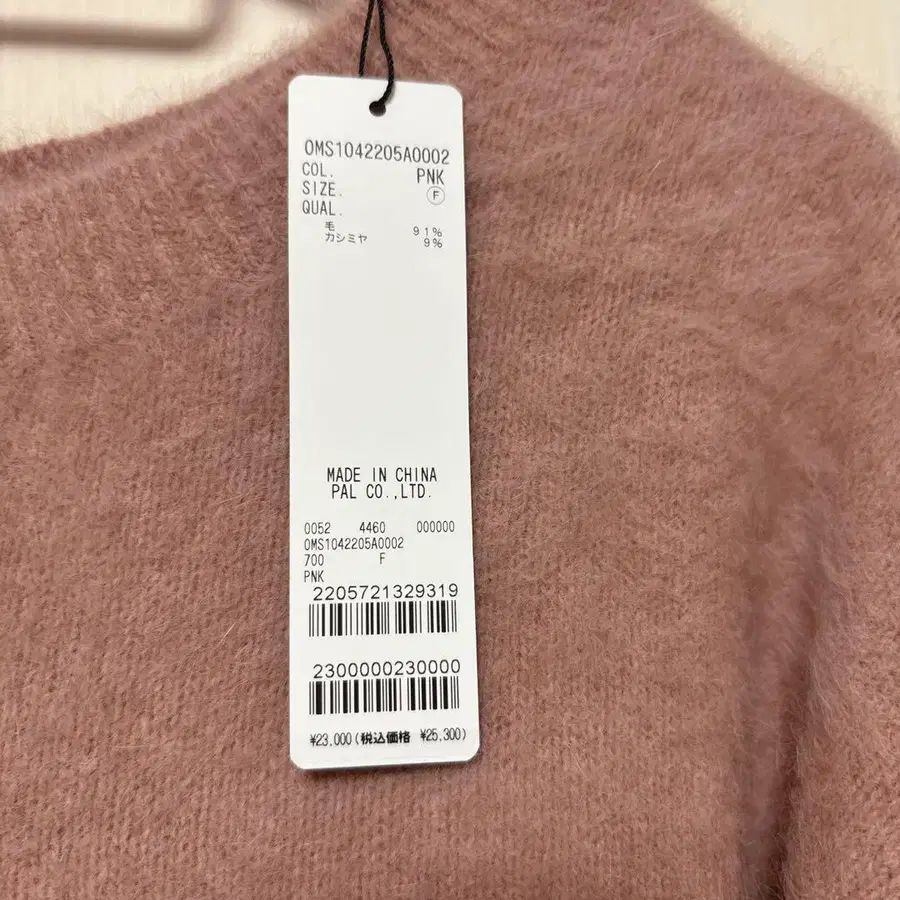 OMS1042205A0002
COL. PNK
SIZE. Ⓕ
QUAL.
毛 91%
カシミヤ 9%
MADE IN CHINA
PAL CO.,LTD.
0052 4460 000000
OMS1042205A0002
700 F
PNK
2205721329319
2300000230000
¥23,000(税込価格 ¥25,300)